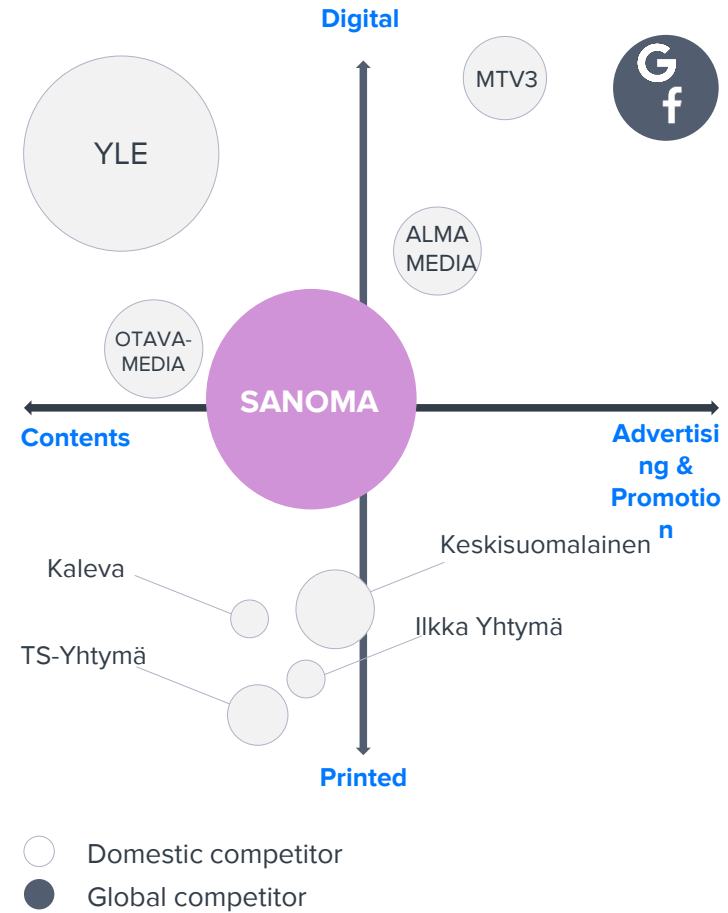 Digital
MTV3
G
f
YLE
ALMA
MEDIA
OTAVA-
MEDIA
SANOMA
Contents
Advertisi
ng &
Promotio
n
Keskisuomalainen
Kaleva
Ilkka Yhtymä
TS-Yhtymä
Printed
Domestic competitor
Global competitor